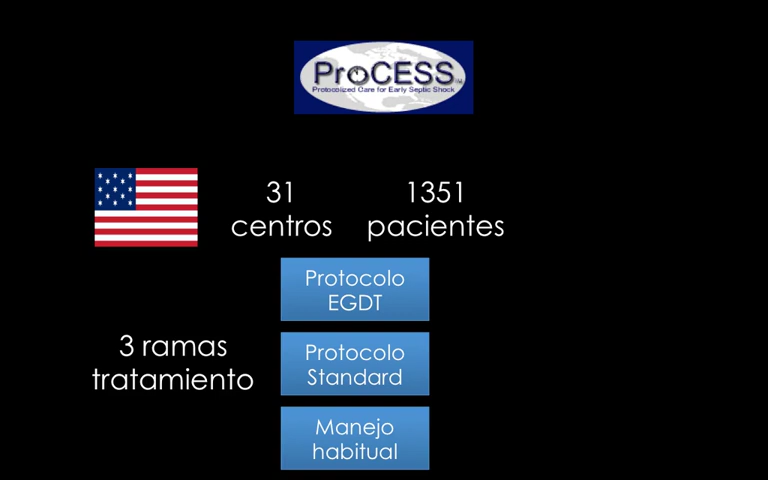 ProCESS
Protocolized Care for Early Septic Shock
31
centros
1351
pacientes
Protocolo
EGDT
3 ramas
tratamiento
Protocolo
Standard
Manejo
habitual